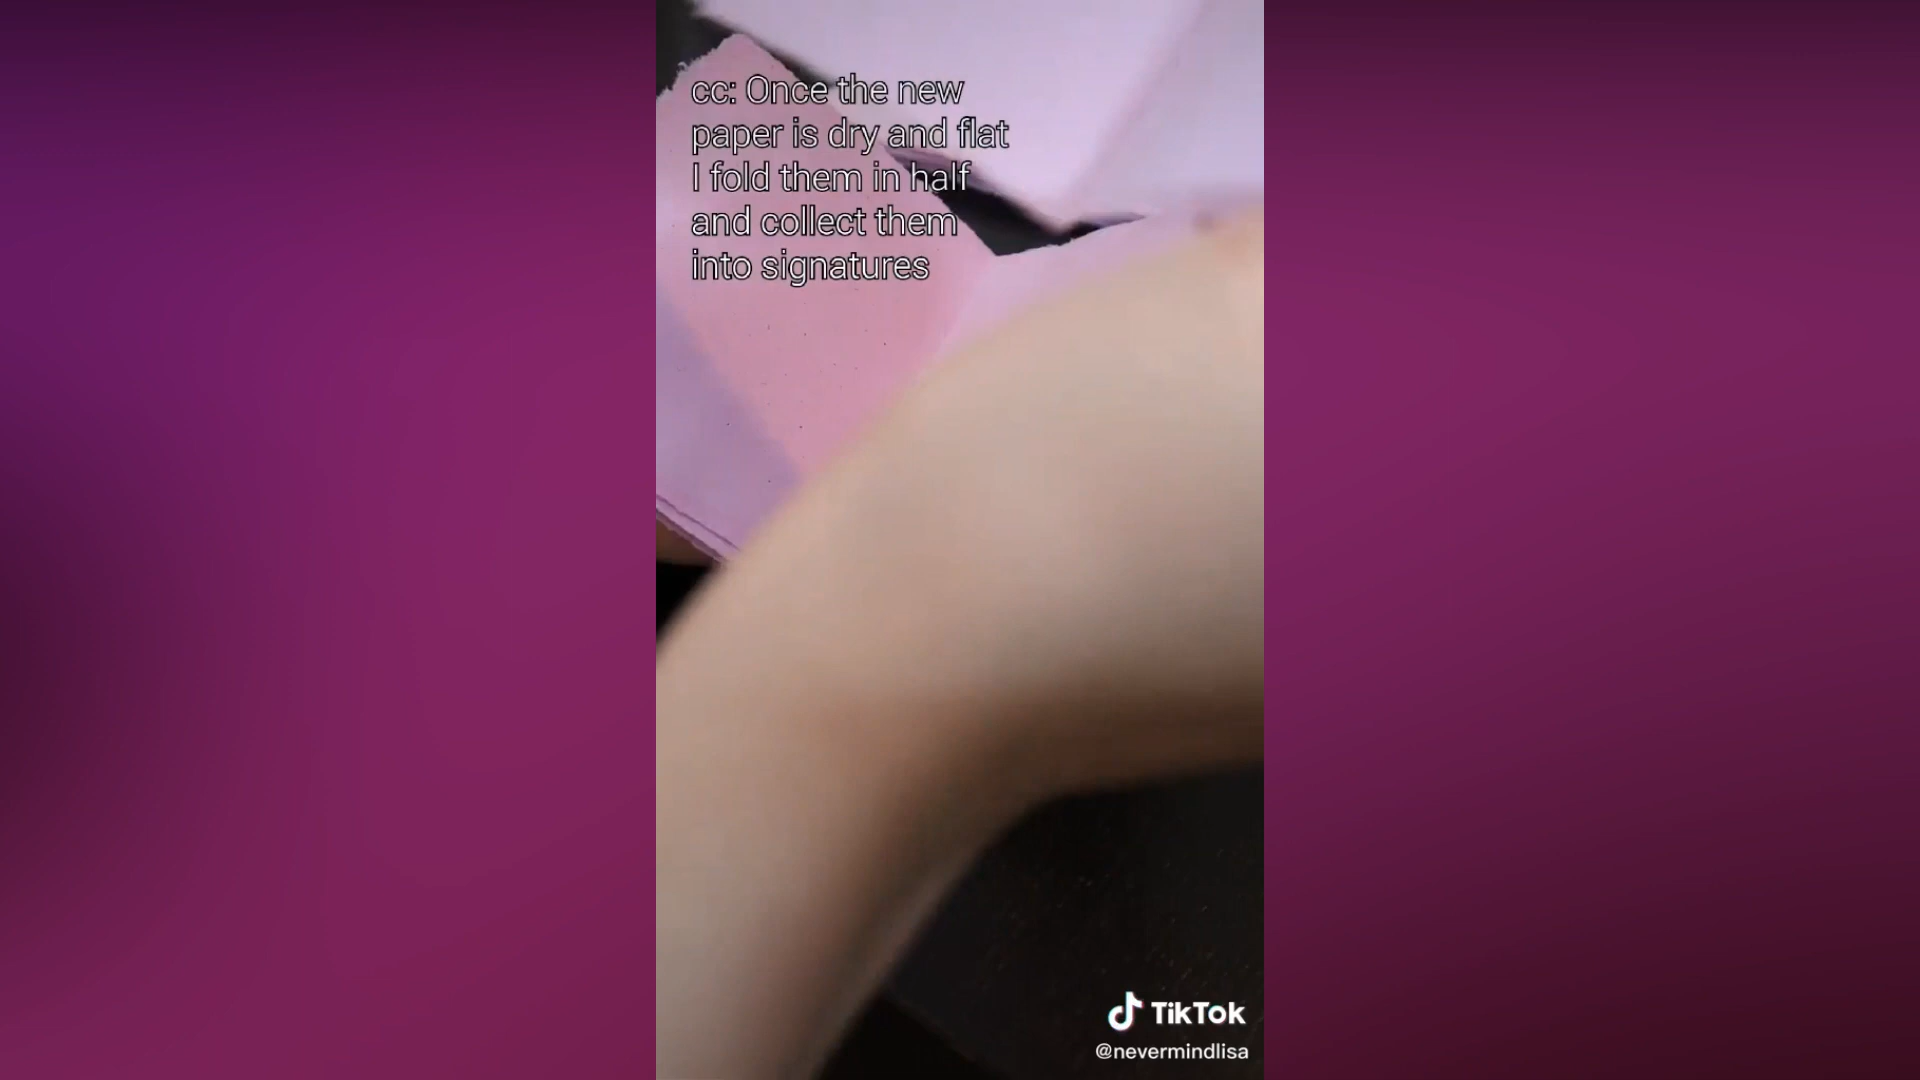 cc: Once the new
paper is dry and flat
I fold them in half
and collect them
into signatures
TikTok
@nevermindlisa